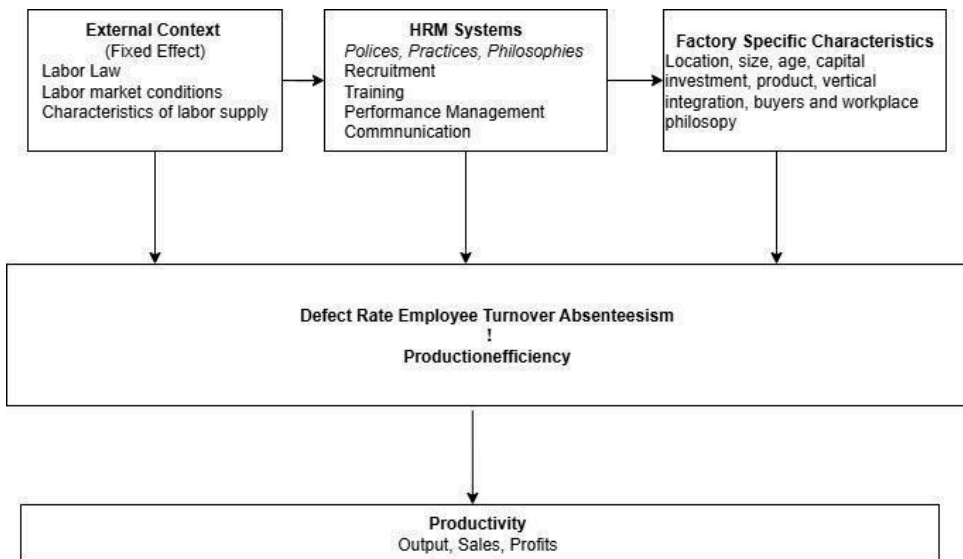 External Context
(Fixed Effect)
Labor Law
Labor market conditions
Characteristics of labor supply
HRM Systems
Polices, Practices, Philosophies
Recruitment
Training
Performance Management
Commnunication
Factory Specific Characteristics
Location, size, age, capital
investment, product, vertical
integration, buyers and workplace
philosopy
Defect Rate Employee Turnover Absenteesism
!
Productionefficiency
Productivity
Output, Sales, Profits